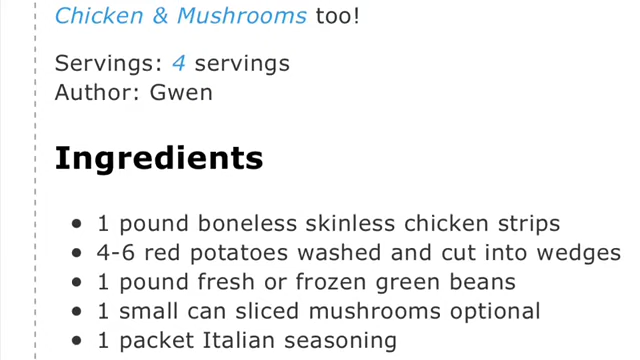 Chicken & Mushrooms too!
Servings: 4 servings
Author: Gwen
Ingredients
• 1 pound boneless skinless chicken strips
• 4-6 red potatoes washed and cut into wedges
• 1 pound fresh or frozen green beans
• 1 small can sliced mushrooms optional
• 1 packet Italian seasoning